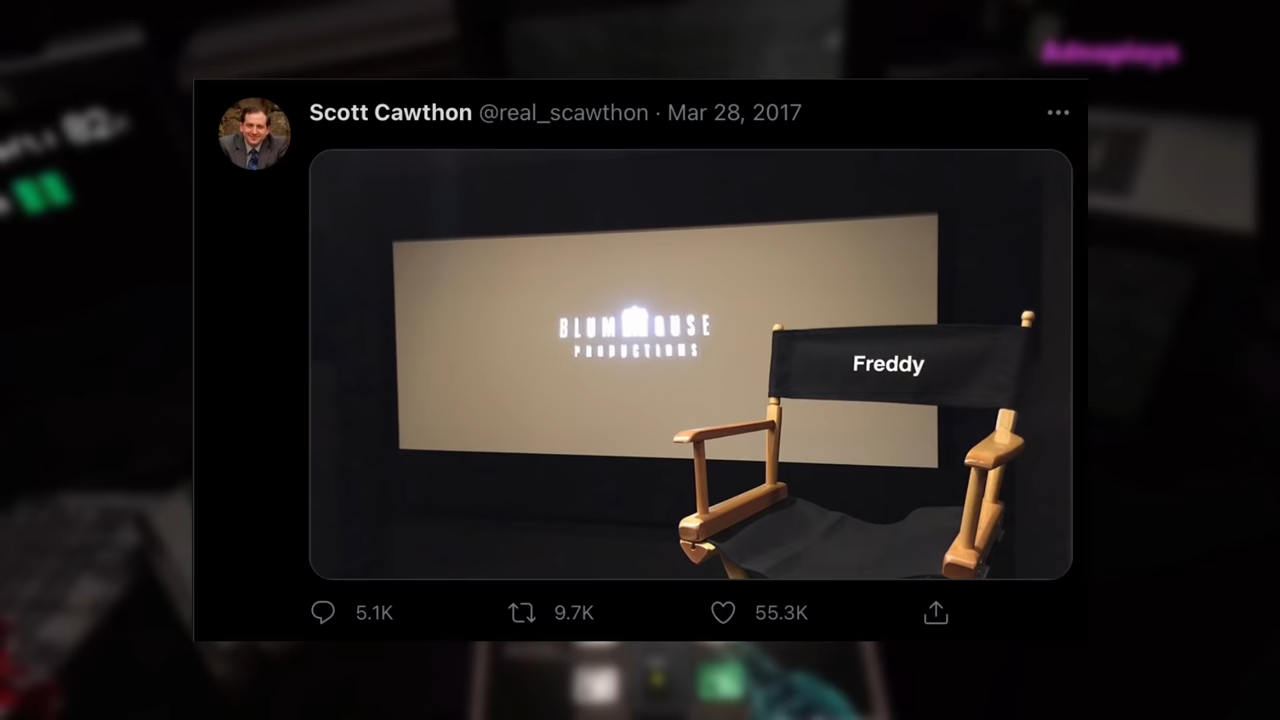 Scott Cawthon @real_scawthon · Mar 28, 2017
BLUMHOUSE
PRODUCTIONS
Freddy
5.1K 9.7K 55.3K